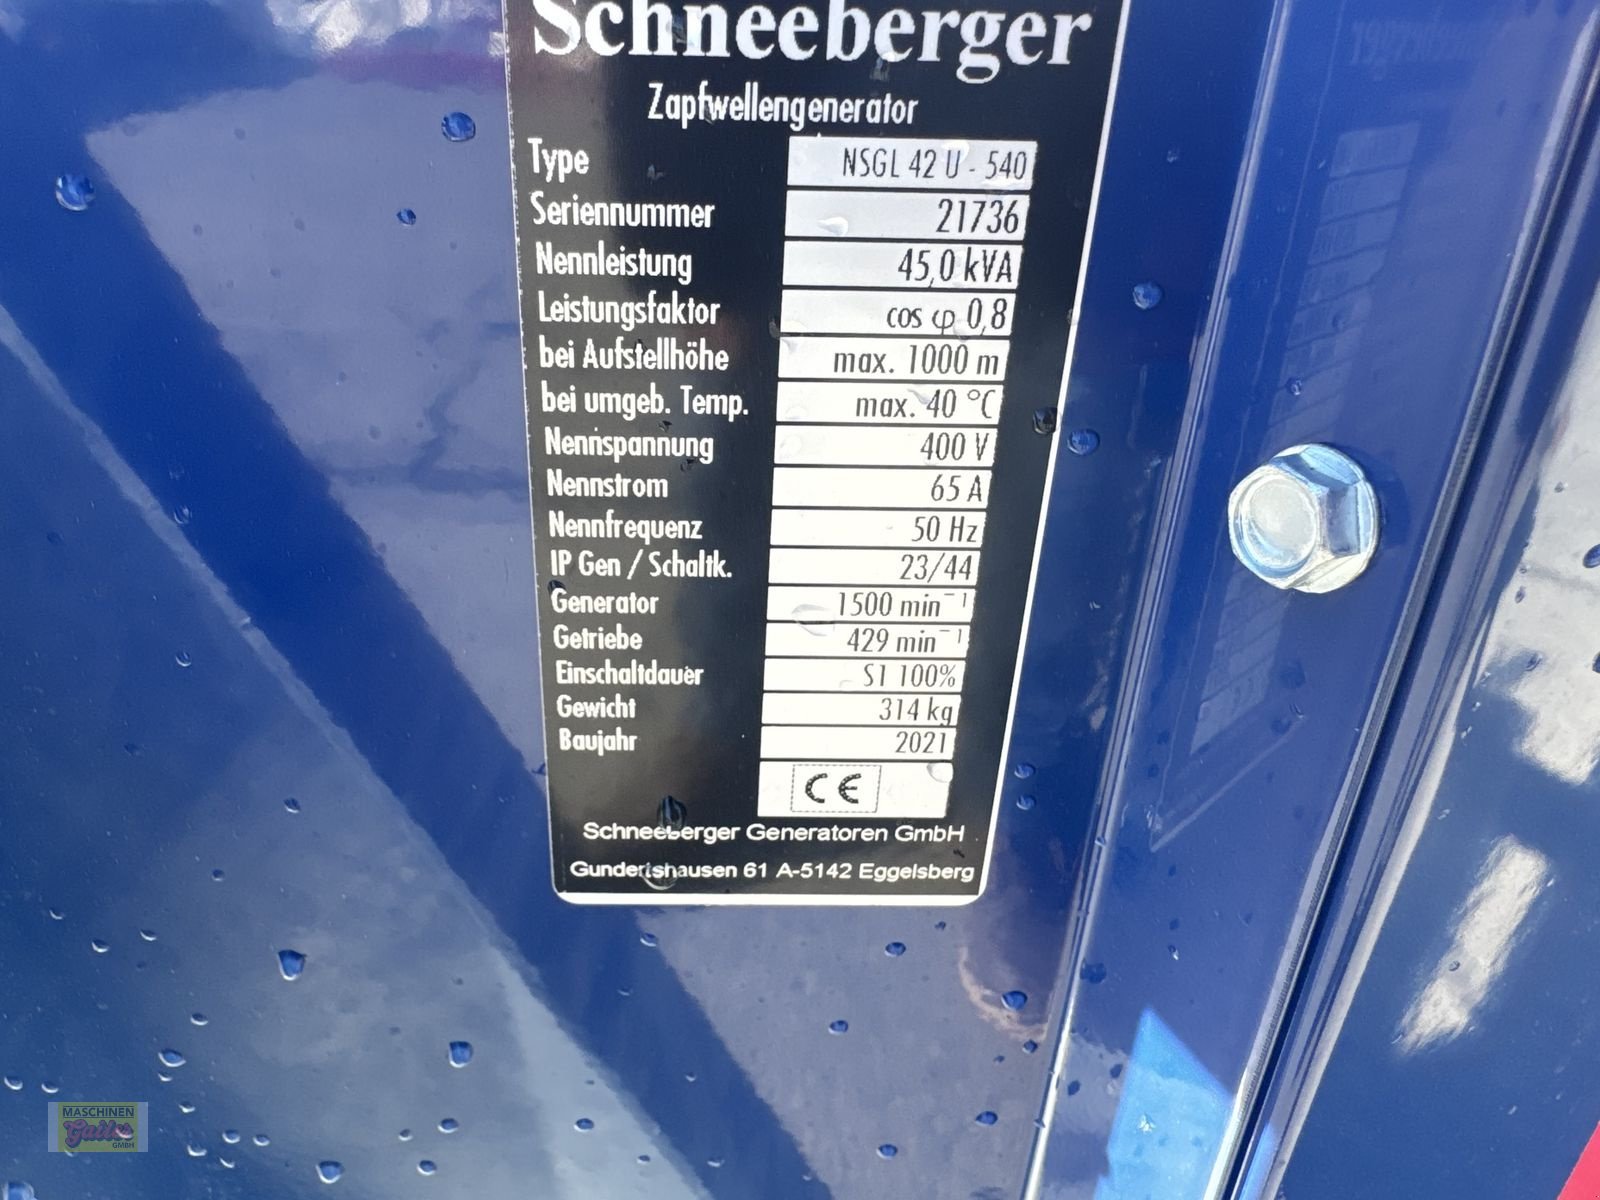 Schneeberger
Zapfwellengenerator
Type NSGL 42 U - 540
Seriennummer 21736
Nennleistung 45,0 kVA
Leistungsfaktor cos φ 0,8
bei Aufstellhöhe max. 1000 m
bei umgeb. Temp. max. 40 °C
Nennspannung 400 V
Nennstrom 65 A
Nennfrequenz 50 Hz
IP Gen / Schaltk. 23/44
Generator 1500 min⁻¹
Getriebe 429 min⁻¹
Einschaltdauer S1 100%
Gewicht 314 kg
Baujahr 2021
CE
Schneeberger Generatoren GmbH
Gundertshausen 61 A-5142 Eggelsberg
MASCHINEN
Gailer
GMBH